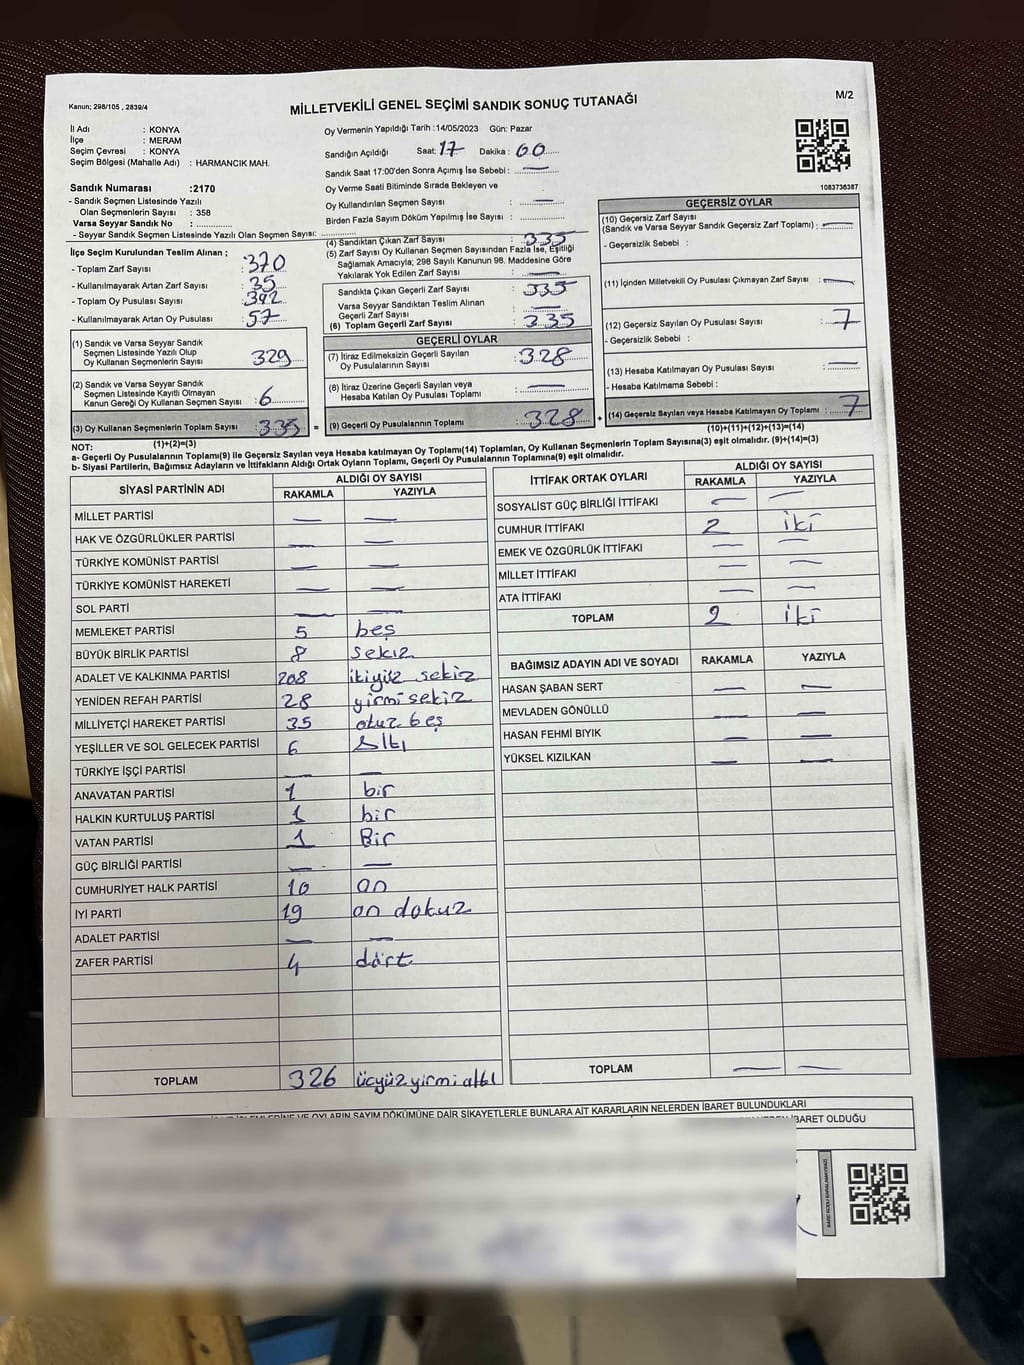 Kanun; 298/105 , 2839/4
MİLLETVEKİLİ GENEL SEÇİMİ SANDIK SONUÇ TUTANAĞI
M/2
İl Adı : KONYA
İlçe : MERAM
Seçim Çevresi : KONYA
Seçim Bölgesi (Mahalle Adı) : HARMANCIK MAH.
Oy Vermenin Yapıldığı Tarih :14/05/2023 Gün: Pazar
Sandığın Açıldığı Saat: 17 Dakika: 00
Sandık Saat 17:00'den Sonra Açımış İse Sebebi : —
Oy Verme Saati Bitiminde Sırada Bekleyen ve
Oy Kullandırılan Seçmen Sayısı : —
Birden Fazla Sayım Döküm Yapılmış İse Sayısı :
1083736387
Sandık Numarası :2170
- Sandık Seçmen Listesinde Yazılı
Olan Seçmenlerin Sayısı : 358
Varsa Seyyar Sandık No :
- Seyyar Sandık Seçmen Listesinde Yazılı Olan Seçmen Sayısı:
İlçe Seçim Kurulundan Teslim Alınan ;
- Toplam Zarf Sayısı : 370
- Kullanılmayarak Artan Zarf Sayısı : 35
- Toplam Oy Pusulası Sayısı : 392
- Kullanılmayarak Artan Oy Pusulası : 57
(1) Sandık ve Varsa Seyyar Sandık
Seçmen Listesinde Yazılı Olup
Oy Kullanan Seçmenlerin Sayısı : 329
(2) Sandık ve Varsa Seyyar Sandık
Seçmen Listesinde Kayıtlı Olmayan
Kanun Gereği Oy Kullanan Seçmen Sayısı : 6
(3) Oy Kullanan Seçmenlerin Toplam Sayısı : 335 =
(1)+(2)=(3)
(4) Sandıktan Çıkan Zarf Sayısı : 335
(5) Zarf Sayısı Oy Kullanan Seçmen Sayısından Fazla İse, Eşitliği
Sağlamak Amacıyla; 298 Sayılı Kanunun 98. Maddesine Göre
Yakılarak Yok Edilen Zarf Sayısı : —
Sandıkta Çıkan Geçerli Zarf Sayısı : 335
Varsa Seyyar Sandıktan Teslim Alınan
Geçerli Zarf Sayısı : —
(6) Toplam Geçerli Zarf Sayısı : 335
GEÇERLİ OYLAR
(7) İtiraz Edilmeksizin Geçerli Sayılan
Oy Pusulalarının Sayısı : 328
(8) İtiraz Üzerine Geçerli Sayılan veya
Hesaba Katılan Oy Pusulası Toplamı : —
(9) Geçerli Oy Pusulalarının Toplamı : 328 +
GEÇERSİZ OYLAR
(10) Geçersiz Zarf Sayısı
(Sandık ve Varsa Seyyar Sandık Geçersiz Zarf Toplamı) : —
- Geçersizlik Sebebi :
(11) İçinden Milletvekili Oy Pusulası Çıkmayan Zarf Sayısı : —
(12) Geçersiz Sayılan Oy Pusulası Sayısı : 7
- Geçersizlik Sebebi :
(13) Hesaba Katılmayan Oy Pusulası Sayısı : —
- Hesaba Katılmama Sebebi :
(14) Geçersiz Sayılan veya Hesaba Katılmayan Oy Toplamı : 7
(10)+(11)+(12)+(13)=(14)
NOT:
a- Geçerli Oy Pusulalarının Toplamı(9) ile Geçersiz Sayılan veya Hesaba katılmayan Oy Toplamı(14) Toplamları, Oy Kullanan Seçmenlerin Toplam Sayısına(3) eşit olmalıdır. (9)+(14)=(3)
b- Siyasi Partilerin, Bağımsız Adayların ve İttifakların Aldığı Ortak Oyların Toplamı, Geçerli Oy Pusulalarının Toplamına(9) eşit olmalıdır.
SİYASİ PARTİNİN ADI ALDIĞI OY SAYISI
RAKAMLA YAZIYLA
MİLLET PARTİSİ — —
HAK VE ÖZGÜRLÜKLER PARTİSİ — —
TÜRKİYE KOMÜNİST PARTİSİ — —
TÜRKİYE KOMÜNİST HAREKETİ — —
SOL PARTİ — —
MEMLEKET PARTİSİ 5 beş
BÜYÜK BİRLİK PARTİSİ 8 sekiz
ADALET VE KALKINMA PARTİSİ 208 ikiyüz sekiz
YENİDEN REFAH PARTİSİ 28 yirmi sekiz
MİLLİYETÇİ HAREKET PARTİSİ 35 otuz beş
YEŞİLLER VE SOL GELECEK PARTİSİ 6 Altı
TÜRKİYE İŞÇİ PARTİSİ — —
ANAVATAN PARTİSİ 1 bir
HALKIN KURTULUŞ PARTİSİ 1 bir
VATAN PARTİSİ 1 Bir
GÜÇ BİRLİĞİ PARTİSİ — —
CUMHURİYET HALK PARTİSİ 10 on
İYİ PARTİ 19 on dokuz
ADALET PARTİSİ — —
ZAFER PARTİSİ 4 dört
TOPLAM 326 üçyüz yirmi altı
İTTİFAK ORTAK OYLARI ALDIĞI OY SAYISI
RAKAMLA YAZIYLA
SOSYALİST GÜÇ BİRLİĞİ İTTİFAKI — —
CUMHUR İTTİFAKI 2 iki
EMEK VE ÖZGÜRLÜK İTTİFAKI — —
MİLLET İTTİFAKI — —
ATA İTTİFAKI — —
TOPLAM 2 iki
BAĞIMSIZ ADAYIN ADI VE SOYADI RAKAMLA YAZIYLA
HASAN ŞABAN SERT — —
MEVLADEN GÖNÜLLÜ — —
HASAN FEHMİ BIYIK — —
YÜKSEL KIZILKAN — —
TOPLAM — —
İŞLEMLERİNE VE OYLARIN SAYIM DÖKÜMÜNE DAİR ŞİKAYETLERLE BUNLARA AİT KARARLARIN NELERDEN İBARET BULUNDUKLARI
İBARET OLDUĞU